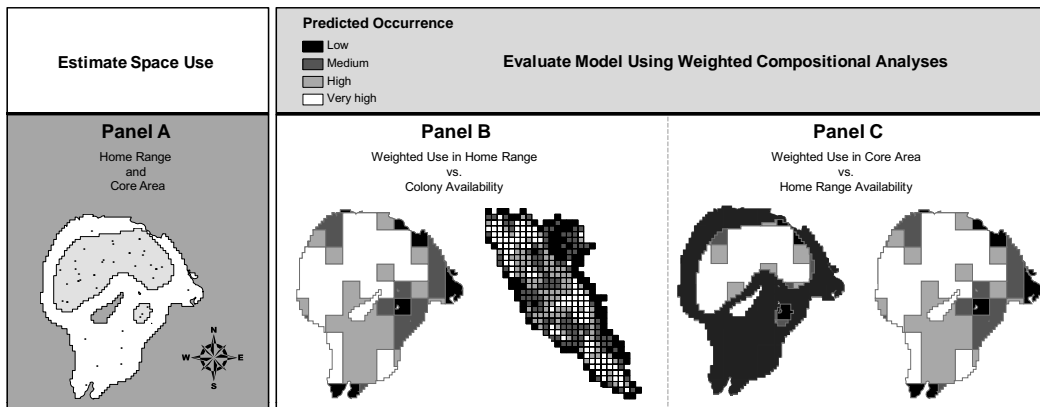 Estimate Space Use
Predicted Occurrence
Low
Medium
High
Very high
Evaluate Model Using Weighted Compositional Analyses
Panel A
Home Range
and
Core Area
N
W
E
S
Panel B
Weighted Use in Home Range
vs.
Colony Availability
Panel C
Weighted Use in Core Area
vs.
Home Range Availability